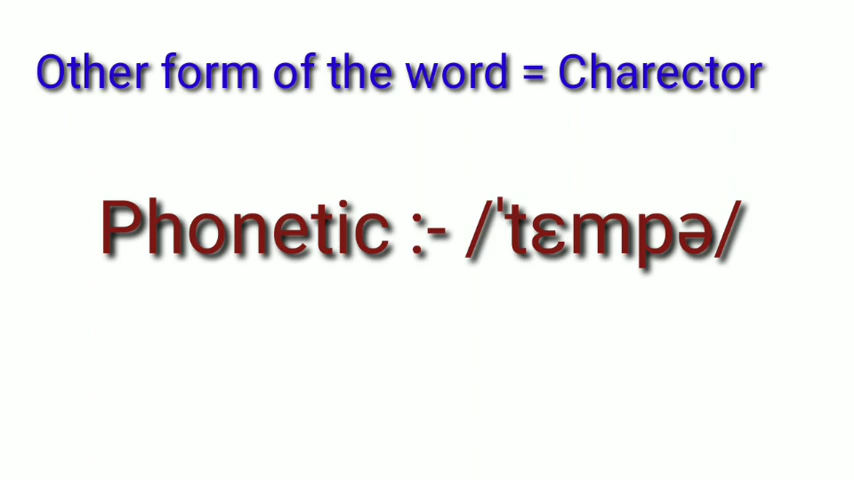 Other form of the word = Charector
Phonetic :- /ˈtɛmpə/